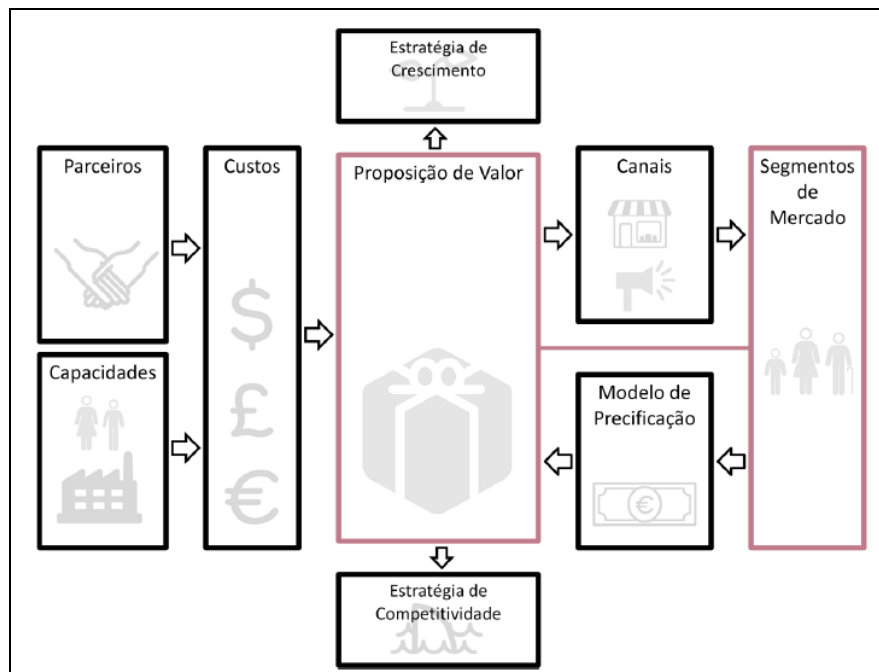 Estratégia de
Crescimento
Parceiros
Custos
Proposição de Valor
Canais
Segmentos
de
Mercado
$
£
€
Capacidades
Modelo de
Precificação
€
Estratégia de
Competitividade